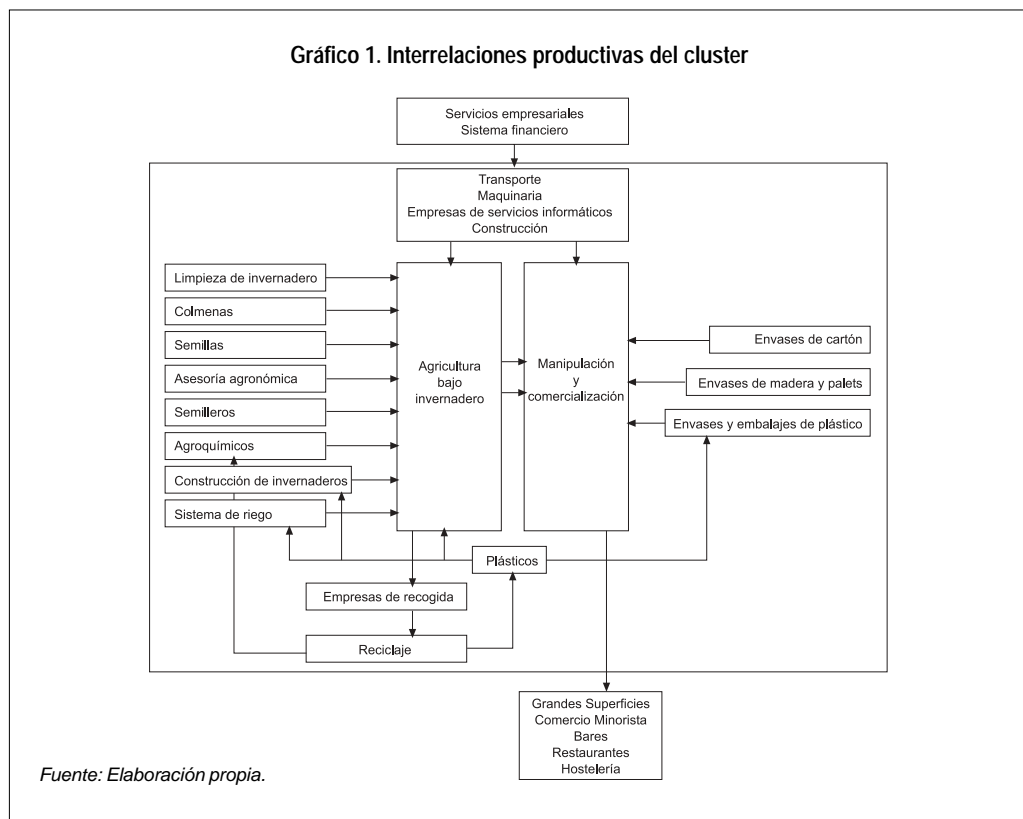 Gráfico 1. Interrelaciones productivas del cluster
Servicios empresariales
Sistema financiero
Transporte
Maquinaria
Empresas de servicios informáticos
Construcción
Limpieza de invernadero
Colmenas
Semillas
Asesoría agronómica
Semilleros
Agroquímicos
Construcción de invernaderos
Sistema de riego
Agricultura
bajo
invernadero
Manipulación
y
comercialización
Envases de cartón
Envases de madera y palets
Envases y embalajes de plástico
Plásticos
Empresas de recogida
Reciclaje
Grandes Superficies
Comercio Minorista
Bares
Restaurantes
Hostelería
Fuente: Elaboración propia.